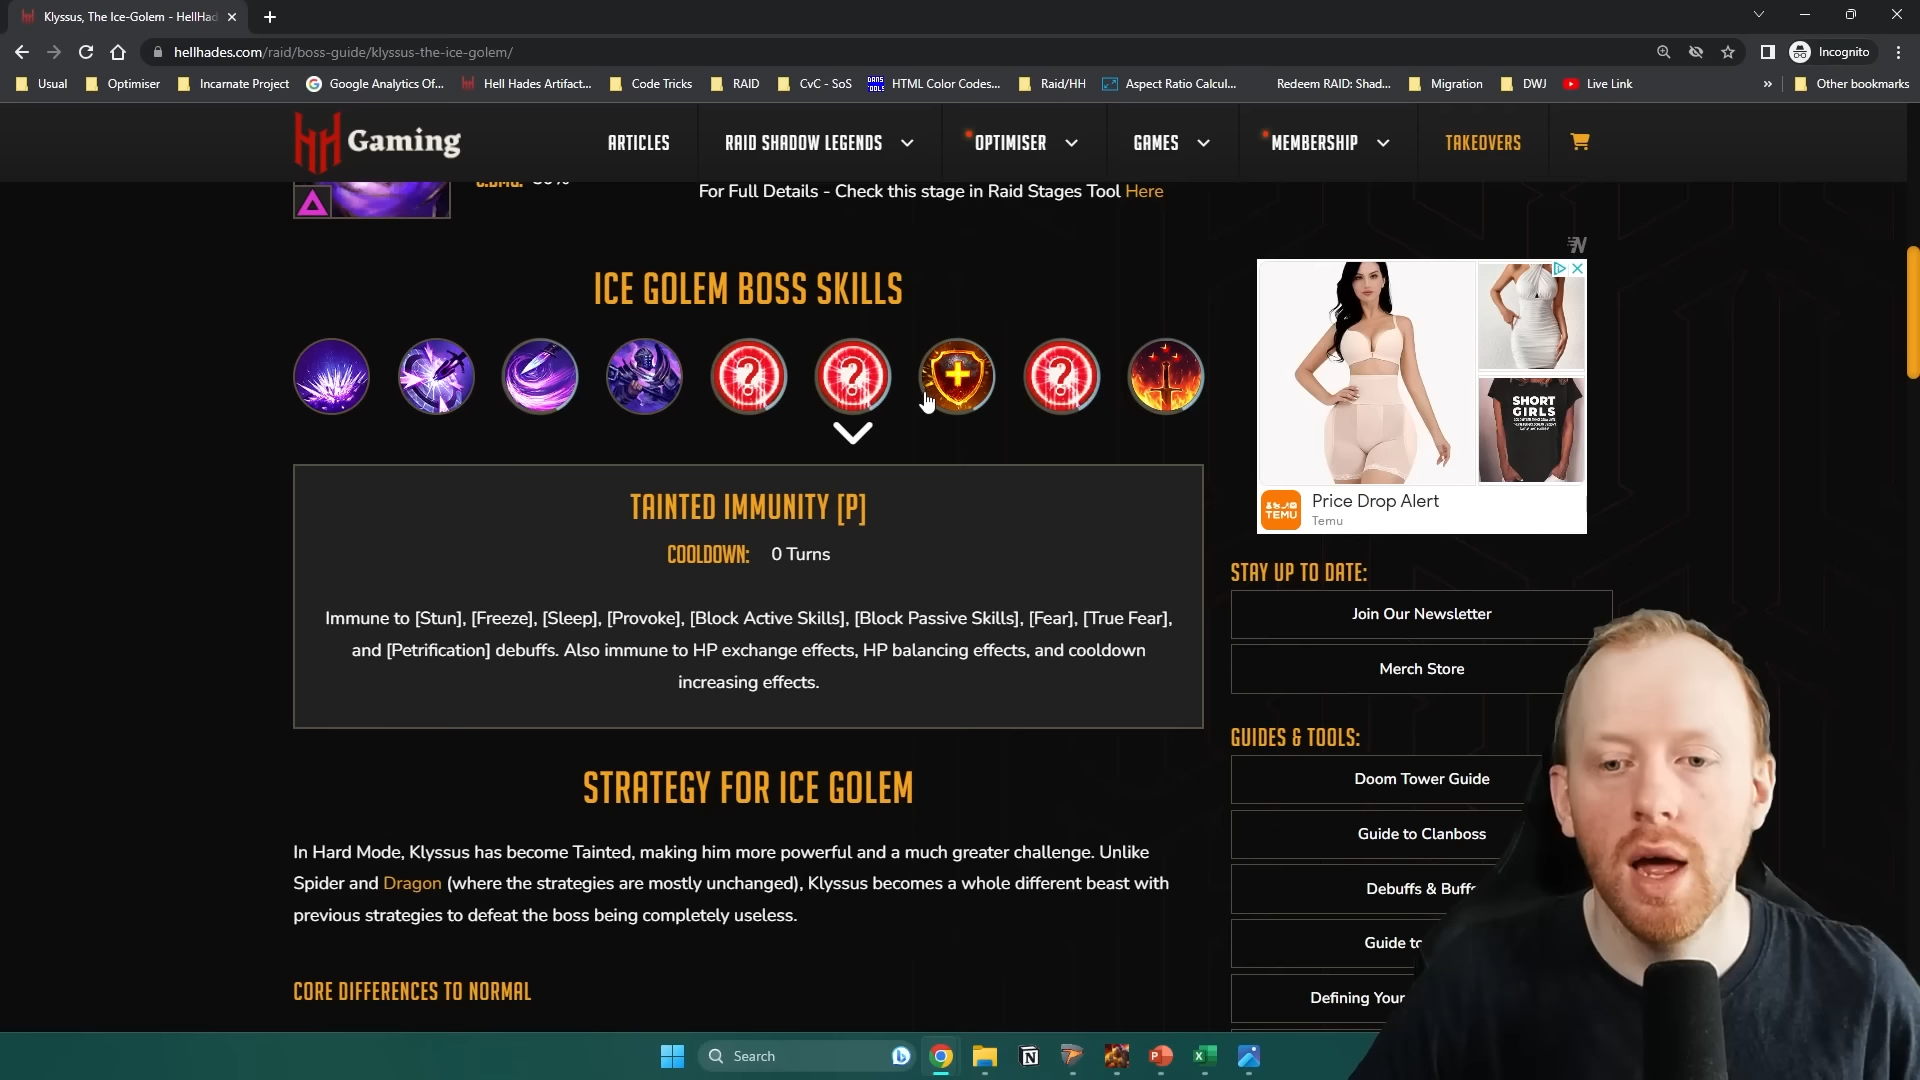 Klyssus, The Ice-Golem - HellHad
hellhades.com/raid/boss-guide/klyssus-the-ice-golem/
Incognito
Usual
Optimiser
Incarnate Project
Google Analytics Of...
Hell Hades Artifact...
Code Tricks
RAID
CvC - SoS
HTML Color Codes...
Raid/HH
Aspect Ratio Calcul...
Redeem RAID: Shad...
Migration
DWJ
Live Link
»
Other bookmarks
Gaming
ARTICLES
RAID SHADOW LEGENDS
OPTIMISER
GAMES
MEMBERSHIP
TAKEOVERS
For Full Details - Check this stage in Raid Stages Tool Here
ICE GOLEM BOSS SKILLS
TAINTED IMMUNITY [P]
COOLDOWN: 0 Turns
Immune to [Stun], [Freeze], [Sleep], [Provoke], [Block Active Skills], [Block Passive Skills], [Fear], [True Fear],
and [Petrification] debuffs. Also immune to HP exchange effects, HP balancing effects, and cooldown
increasing effects.
STRATEGY FOR ICE GOLEM
In Hard Mode, Klyssus has become Tainted, making him more powerful and a much greater challenge. Unlike
Spider and Dragon (where the strategies are mostly unchanged), Klyssus becomes a whole different beast with
previous strategies to defeat the boss being completely useless.
CORE DIFFERENCES TO NORMAL
SHORT
GIRLS
TEMU
Price Drop Alert
Temu
STAY UP TO DATE:
Join Our Newsletter
Merch Store
GUIDES & TOOLS:
Doom Tower Guide
Guide to Clanboss
Debuffs & Buffs
Guide to
Defining Your
Search